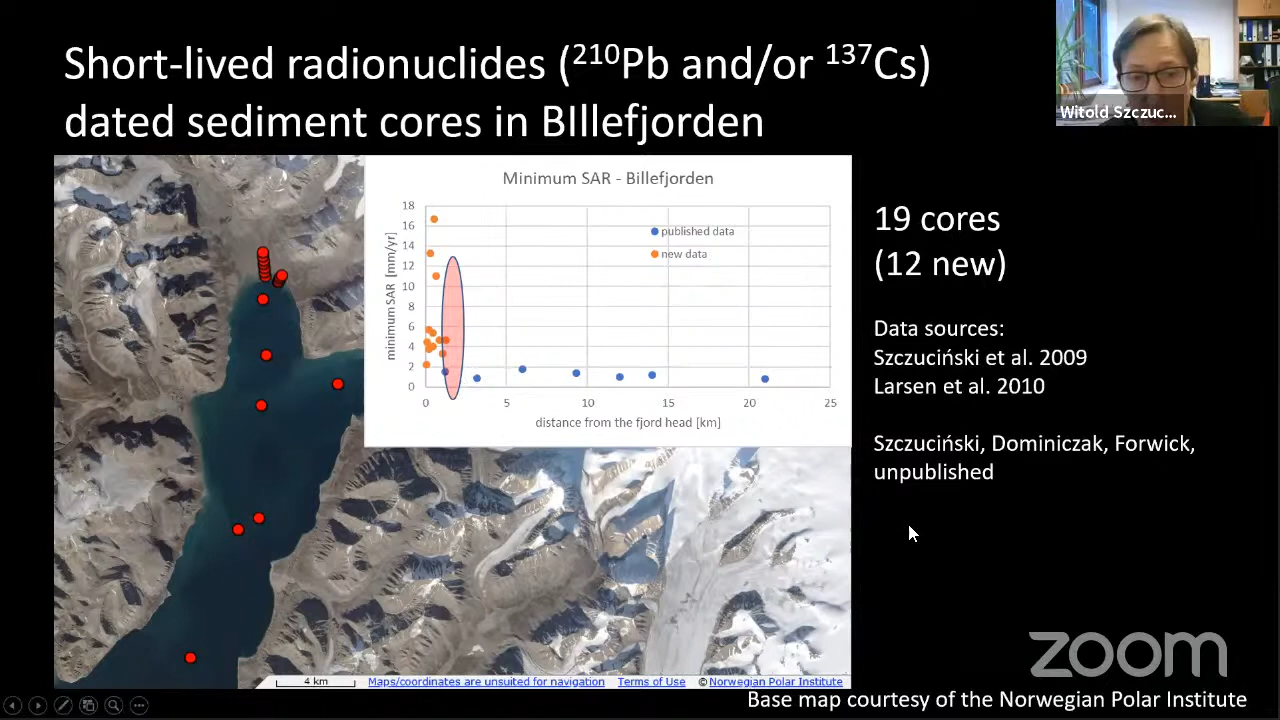 Short-lived radionuclides (²¹⁰Pb and/or ¹³⁷Cs)
dated sediment cores in BIllefjorden
Witold Szczuc...
Minimum SAR - Billefjorden
minimum SAR [mm/yr]
18
16
14
12
10
8
6
4
2
0
published data
new data
0 5 10 15 20 25
distance from the fjord head [km]
19 cores
(12 new)
Data sources:
Szczuciński et al. 2009
Larsen et al. 2010
Szczuciński, Dominiczak, Forwick,
unpublished
4 km Maps/coordinates are unsuited for navigation Terms of Use © Norwegian Polar Institute
zoom
Base map courtesy of the Norwegian Polar Institute